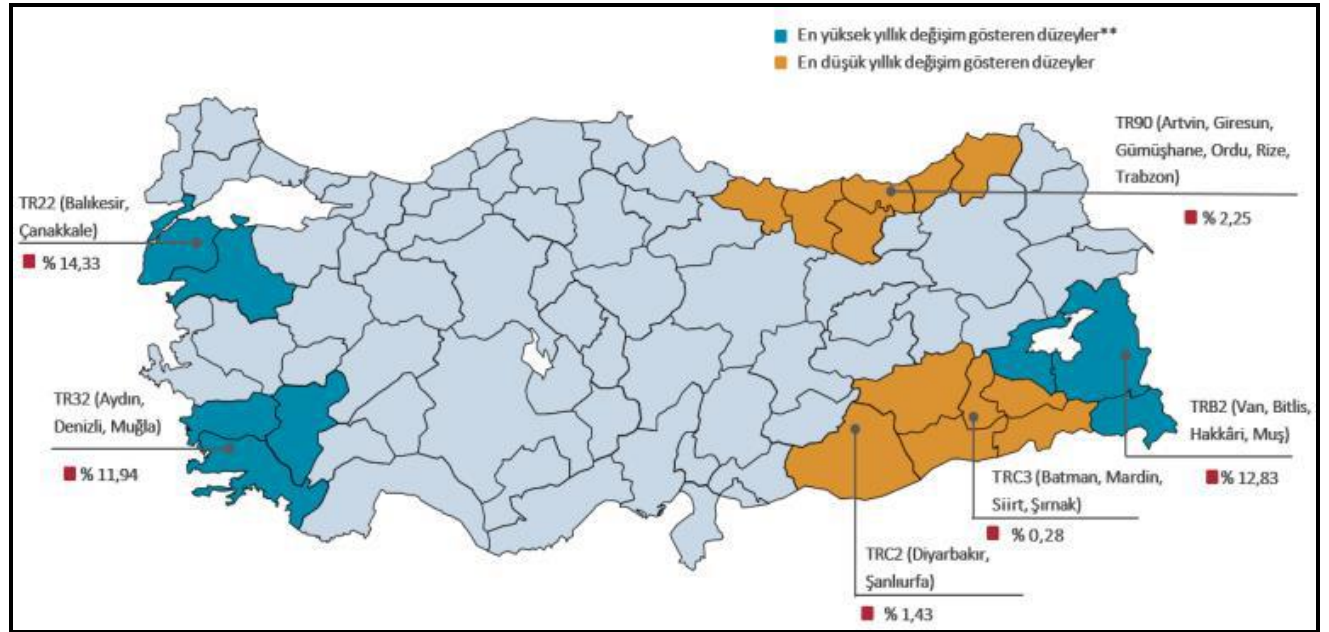 En yüksek yıllık değişim gösteren düzeyler**
En düşük yıllık değişim gösteren düzeyler
TR90 (Artvin, Giresun,
Gümüşhane, Ordu, Rize,
Trabzon)
% 2,25
TR22 (Balıkesir,
Çanakkale)
% 14,33
TR32 (Aydın,
Denizli, Muğla)
% 11,94
TRB2 (Van, Bitlis,
Hakkâri, Muş)
% 12,83
TRC3 (Batman, Mardin,
Siirt, Şırnak)
% 0,28
TRC2 (Diyarbakır,
Şanlıurfa)
% 1,43